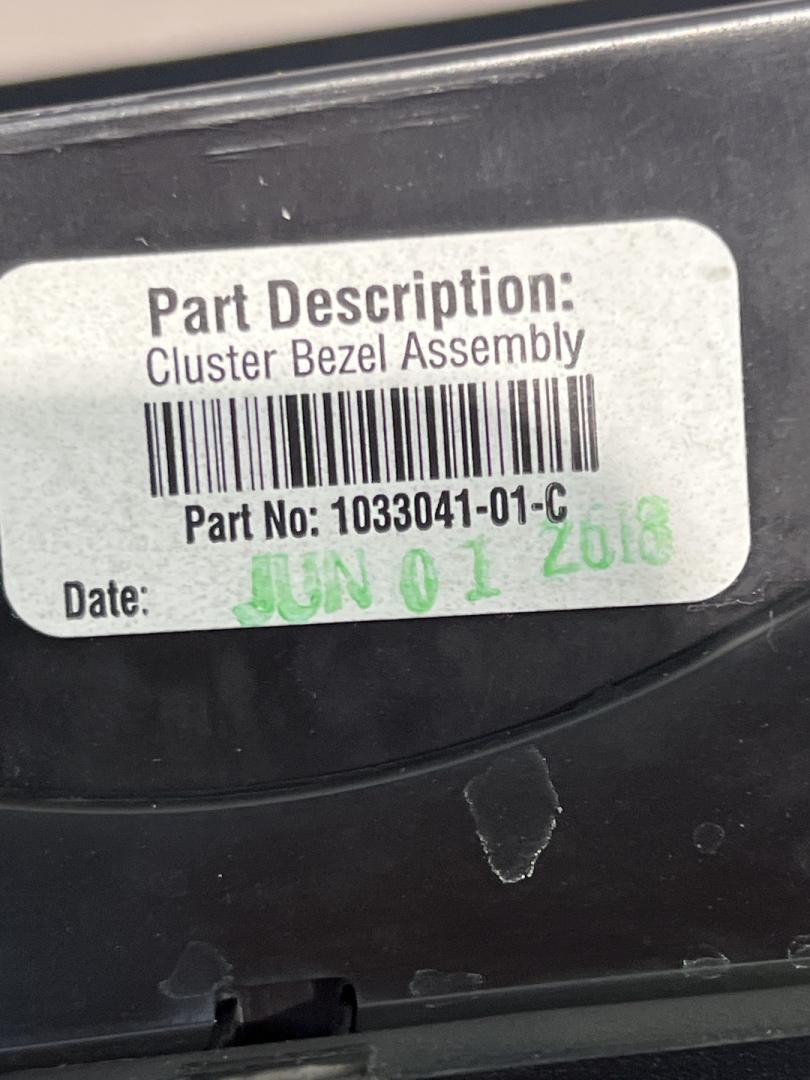 Part Description:
Cluster Bezel Assembly
Part No: 1033041-01-C
Date: JUN 01 2018